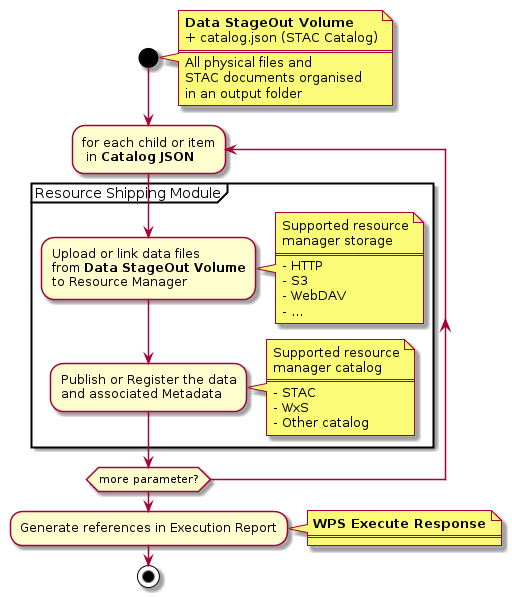 Data StageOut Volume
+ catalog.json (STAC Catalog)
All physical files and
STAC documents organised
in an output folder
for each child or item
in Catalog JSON
Resource Shipping Module
Supported resource
manager storage
- HTTP
- S3
- WebDAV
- ...
Upload or link data files
from Data StageOut Volume
to Resource Manager
Supported resource
manager catalog
- STAC
- WxS
- Other catalog
Publish or Register the data
and associated Metadata
more parameter?
Generate references in Execution Report
WPS Execute Response